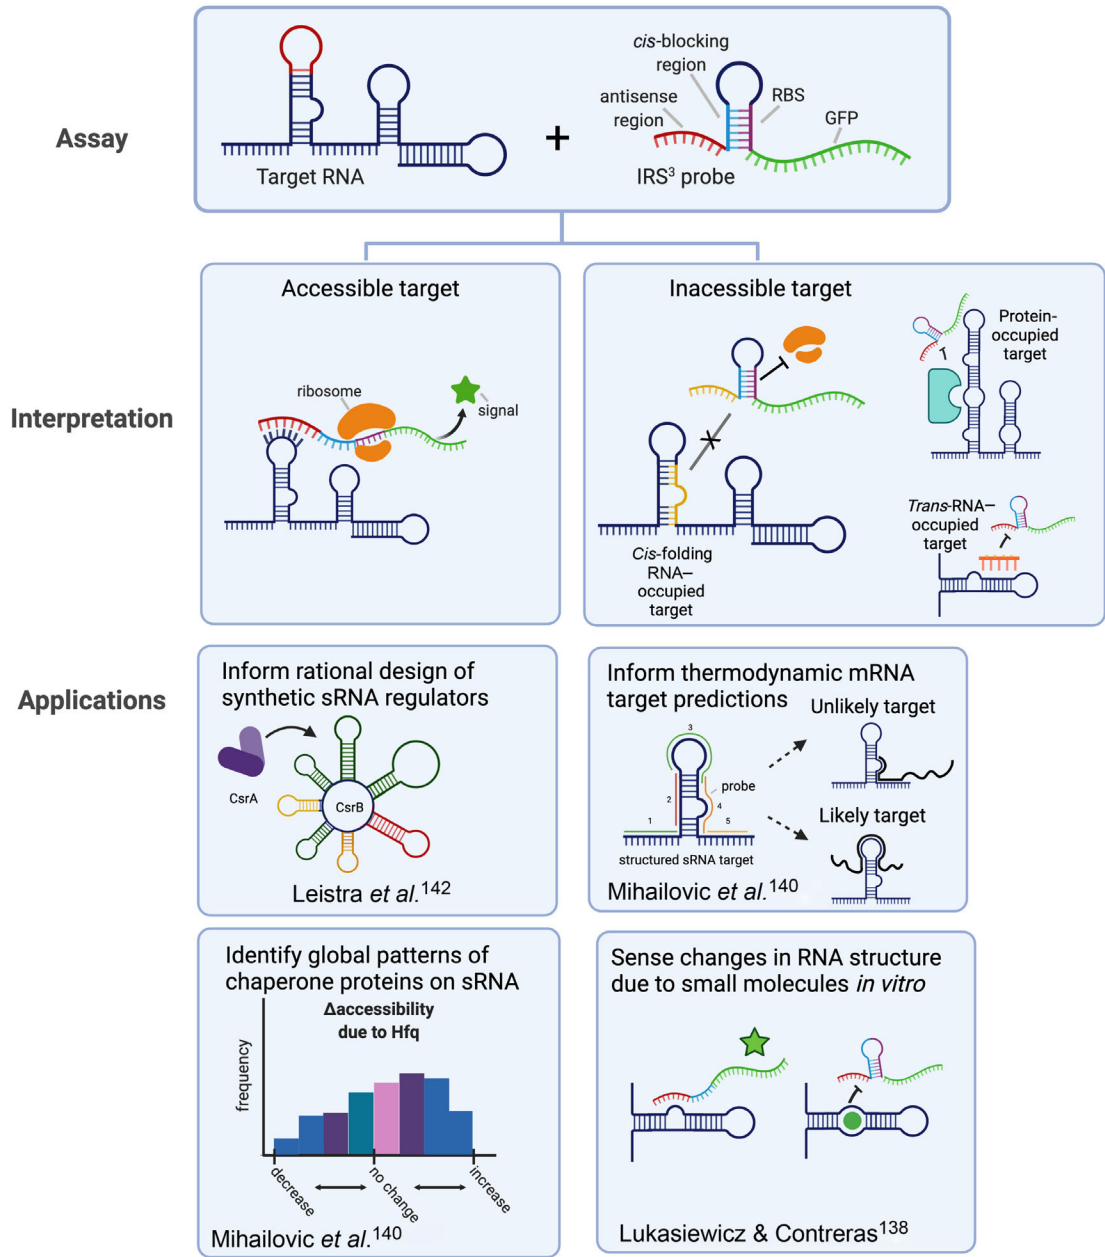 Assay
cis-blocking
region
antisense
region
RBS
GFP
+
Target RNA
IRS³ probe
Interpretation
Accessible target
ribosome
signal
Inacessible target
Protein-
occupied
target
Trans-RNA–
occupied
target
Cis-folding
RNA–
occupied
target
Applications
Inform rational design of
synthetic sRNA regulators
CsrA
CsrB
Leistra et al.¹⁴²
Inform thermodynamic mRNA
target predictions
Unlikely target
3
probe
2
4
1
5
Likely target
structured sRNA target
Mihailovic et al.¹⁴⁰
Identify global patterns of
chaperone proteins on sRNA
Δaccessibility
due to Hfq
frequency
decrease
no change
increase
Mihailovic et al.¹⁴⁰
Sense changes in RNA structure
due to small molecules in vitro
Lukasiewicz & Contreras¹³⁸